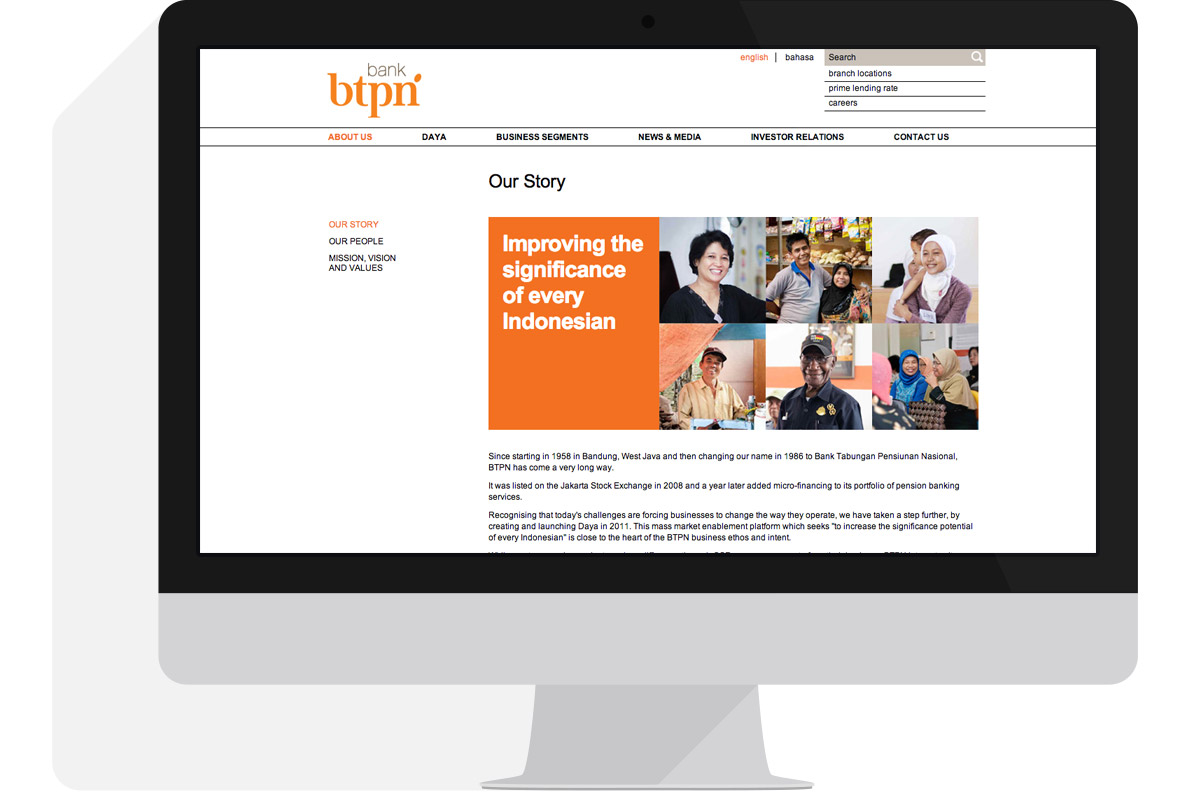 bank
btpn
english | bahasa
Search
branch locations
prime lending rate
careers
ABOUT US
DAYA
BUSINESS SEGMENTS
NEWS & MEDIA
INVESTOR RELATIONS
CONTACT US
Our Story
OUR STORY
OUR PEOPLE
MISSION, VISION
AND VALUES
Improving the
significance
of every
Indonesian
Since starting in 1958 in Bandung, West Java and then changing our name in 1986 to Bank Tabungan Pensiunan Nasional,
BTPN has come a very long way.
It was listed on the Jakarta Stock Exchange in 2008 and a year later added micro-financing to its portfolio of pension banking
services.
Recognising that today's challenges are forcing businesses to change the way they operate, we have taken a step further, by
creating and launching Daya in 2011. This mass market enablement platform which seeks "to increase the significance potential
of every Indonesian" is close to the heart of the BTPN business ethos and intent.